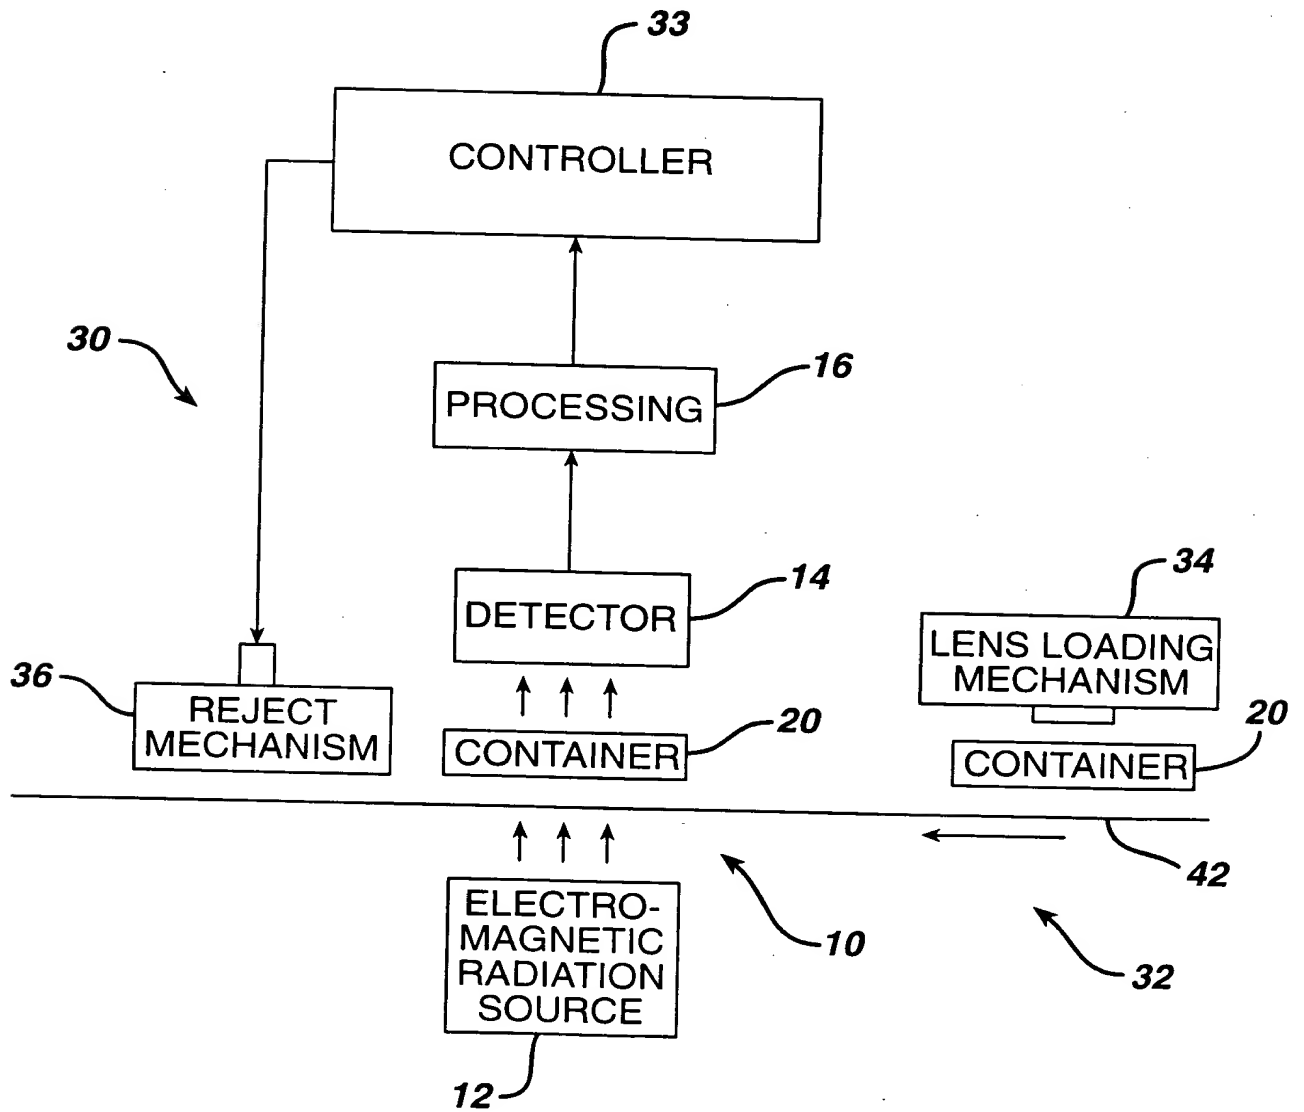 33
CONTROLLER
30
16
PROCESSING
14
DETECTOR
34
LENS LOADING
MECHANISM
36
REJECT
MECHANISM
20
CONTAINER
20
CONTAINER
42
10
32
ELECTRO-
MAGNETIC
RADIATION
SOURCE
12